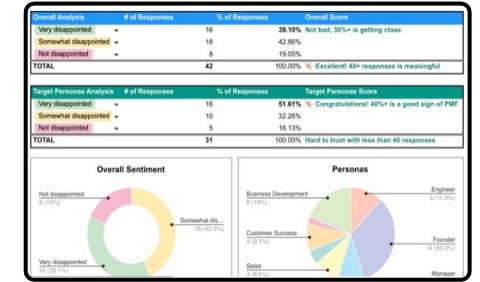 Overall Analysis # of Responses % of Responses Overall Score
Very disappointed 16 38.10% Not bad, 30%+ is getting close
Somewhat disappointed 18 42.86%
Not disappointed 8 19.05%
TOTAL 42 100.00% Excellent! 40+ responses is meaningful
Target Personas Analysis # of Responses % of Responses Target Personas Score
Very disappointed 16 51.61% Congratulations! 40%+ is a good sign of PMF
Somewhat disappointed 10 32.26%
Not disappointed 5 16.13%
TOTAL 31 100.00% Hard to trust with less than 40 responses
Overall Sentiment
Not disappointed
8 (19%)
Somewhat dis...
18 (42.9%)
Very disappointed
16 (38.1%)
Personas
Business Development
8 (19%)
Engineer
5 (11.9%)
Customer Success
4 (9.5%)
Founder
14 (33.3%)
Sales
4 (9.5%)
Manager